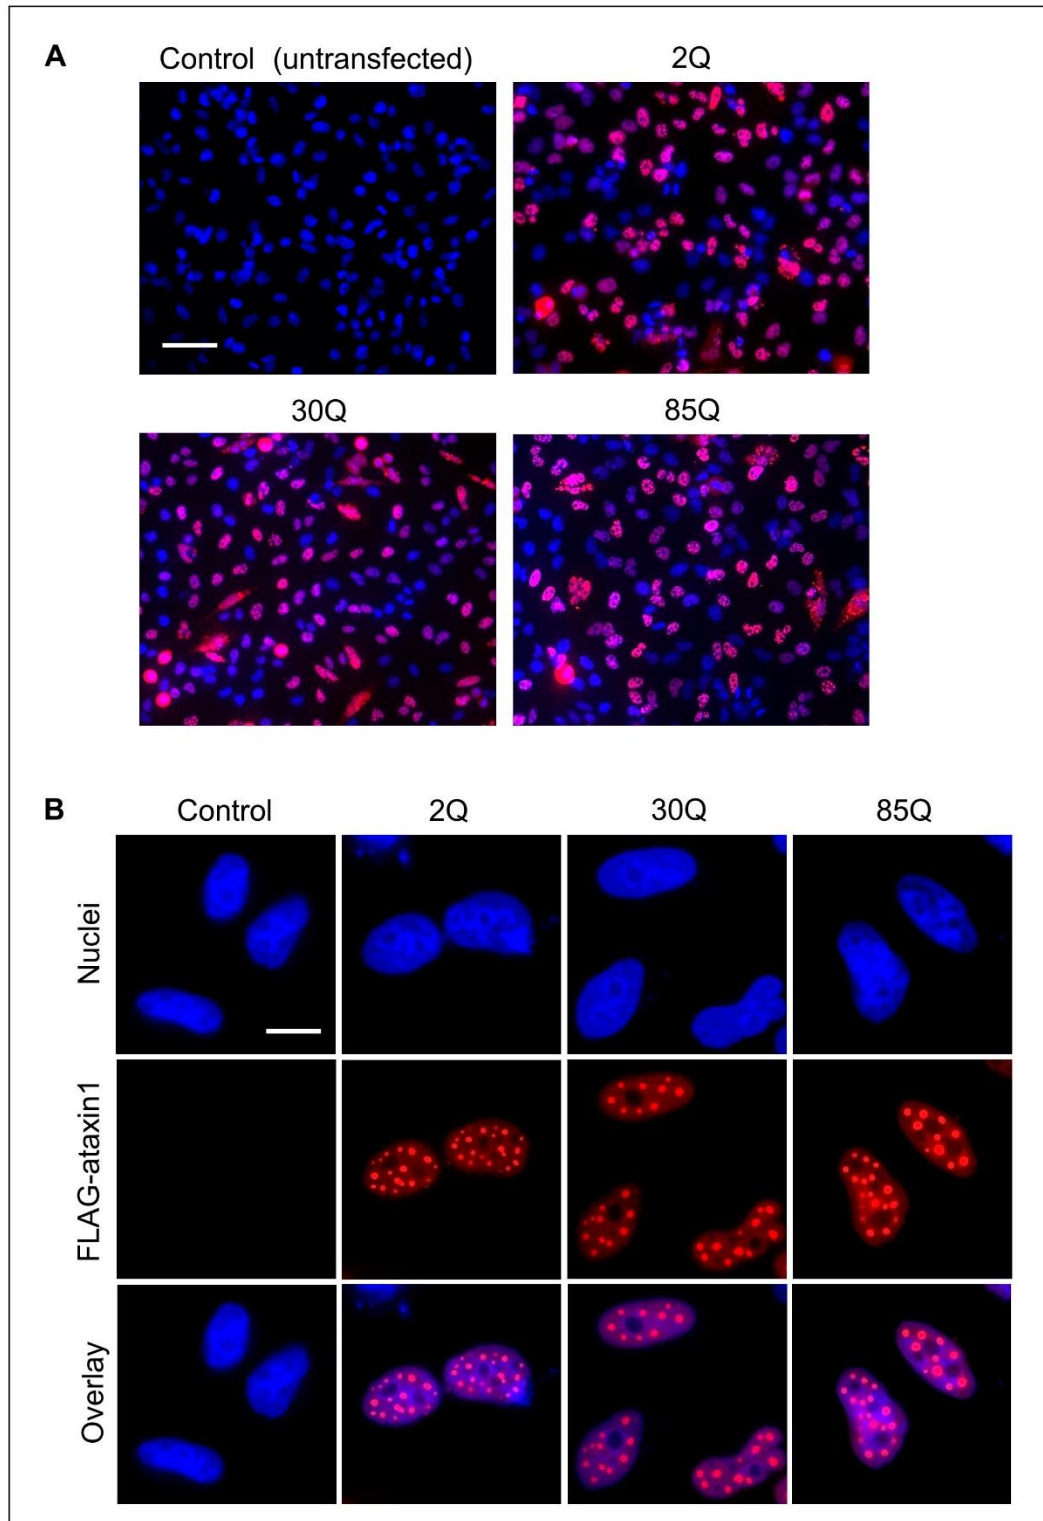 A
Control (untransfected)
2Q
30Q
85Q
B
Control
2Q
30Q
85Q
Nuclei
FLAG-ataxin1
Overlay